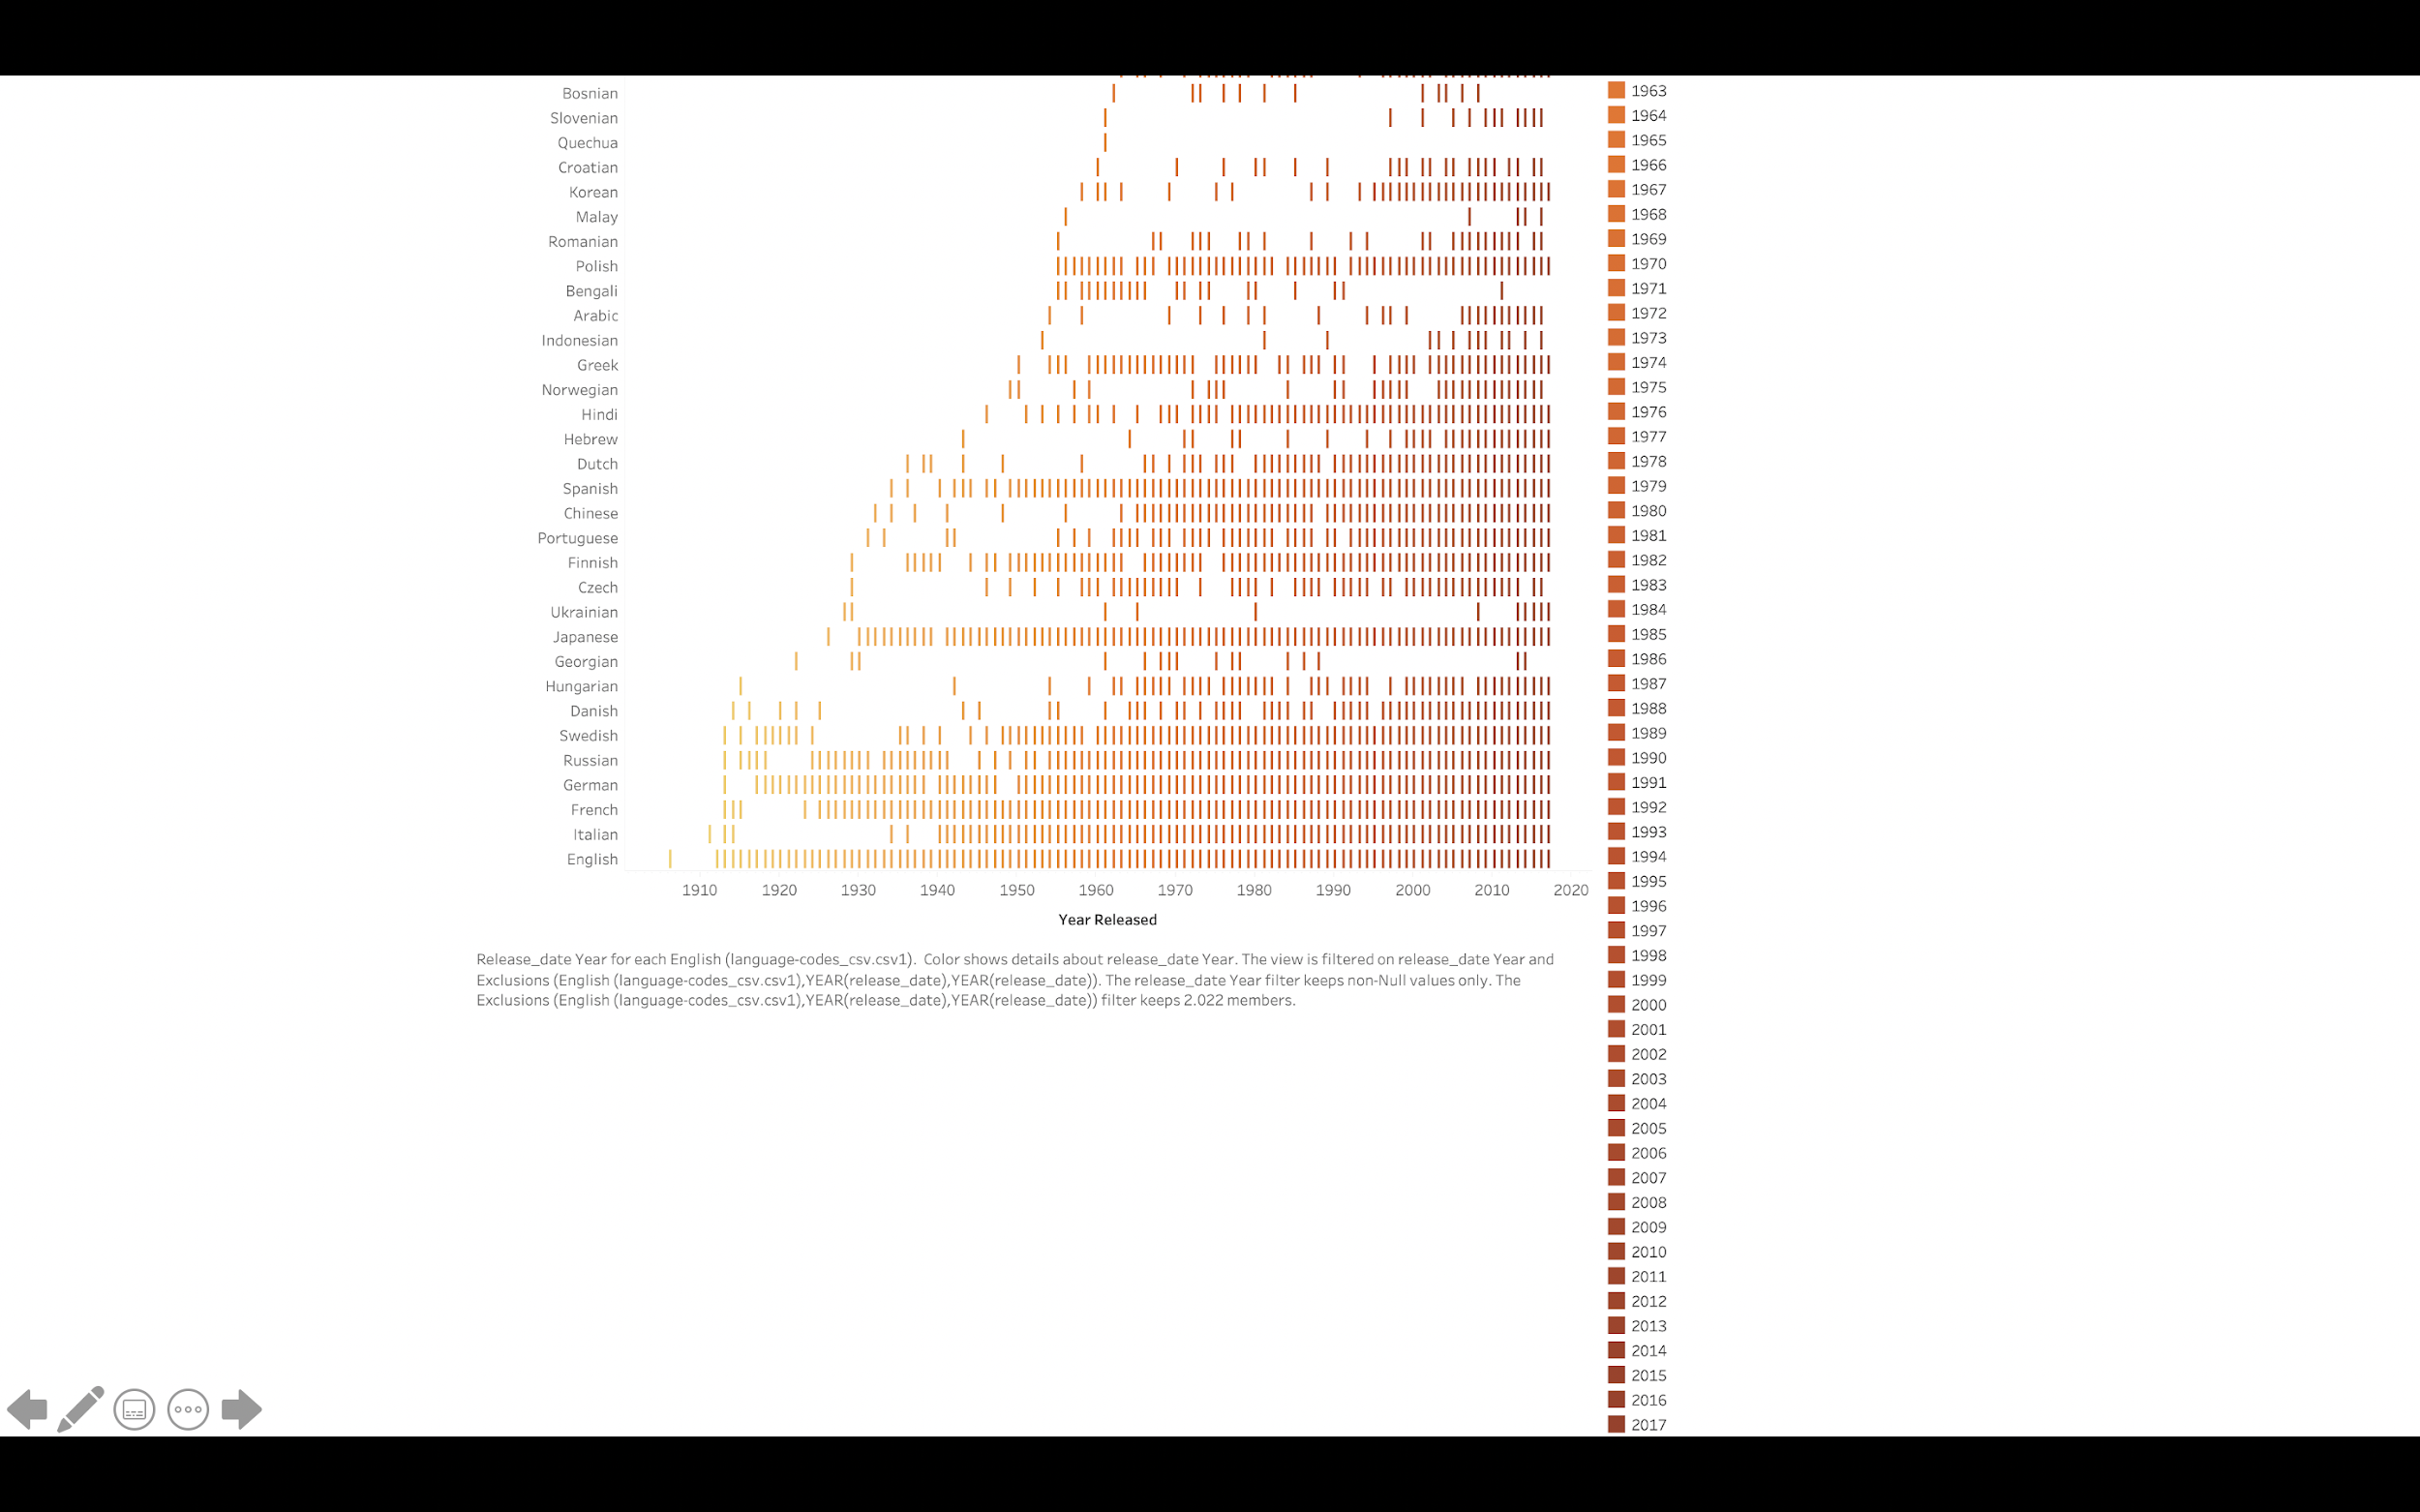 Bosnian
Slovenian
Quechua
Croatian
Korean
Malay
Romanian
Polish
Bengali
Arabic
Indonesian
Greek
Norwegian
Hindi
Hebrew
Dutch
Spanish
Chinese
Portuguese
Finnish
Czech
Ukrainian
Japanese
Georgian
Hungarian
Danish
Swedish
Russian
German
French
Italian
English
1910 1920 1930 1940 1950 1960 1970 1980 1990 2000 2010 2020
Year Released
Release_date Year for each English (language-codes_csv.csv1). Color shows details about release_date Year. The view is filtered on release_date Year and
Exclusions (English (language-codes_csv.csv1),YEAR(release_date),YEAR(release_date)). The release_date Year filter keeps non-Null values only. The
Exclusions (English (language-codes_csv.csv1),YEAR(release_date),YEAR(release_date)) filter keeps 2.022 members.
1963
1964
1965
1966
1967
1968
1969
1970
1971
1972
1973
1974
1975
1976
1977
1978
1979
1980
1981
1982
1983
1984
1985
1986
1987
1988
1989
1990
1991
1992
1993
1994
1995
1996
1997
1998
1999
2000
2001
2002
2003
2004
2005
2006
2007
2008
2009
2010
2011
2012
2013
2014
2015
2016
2017